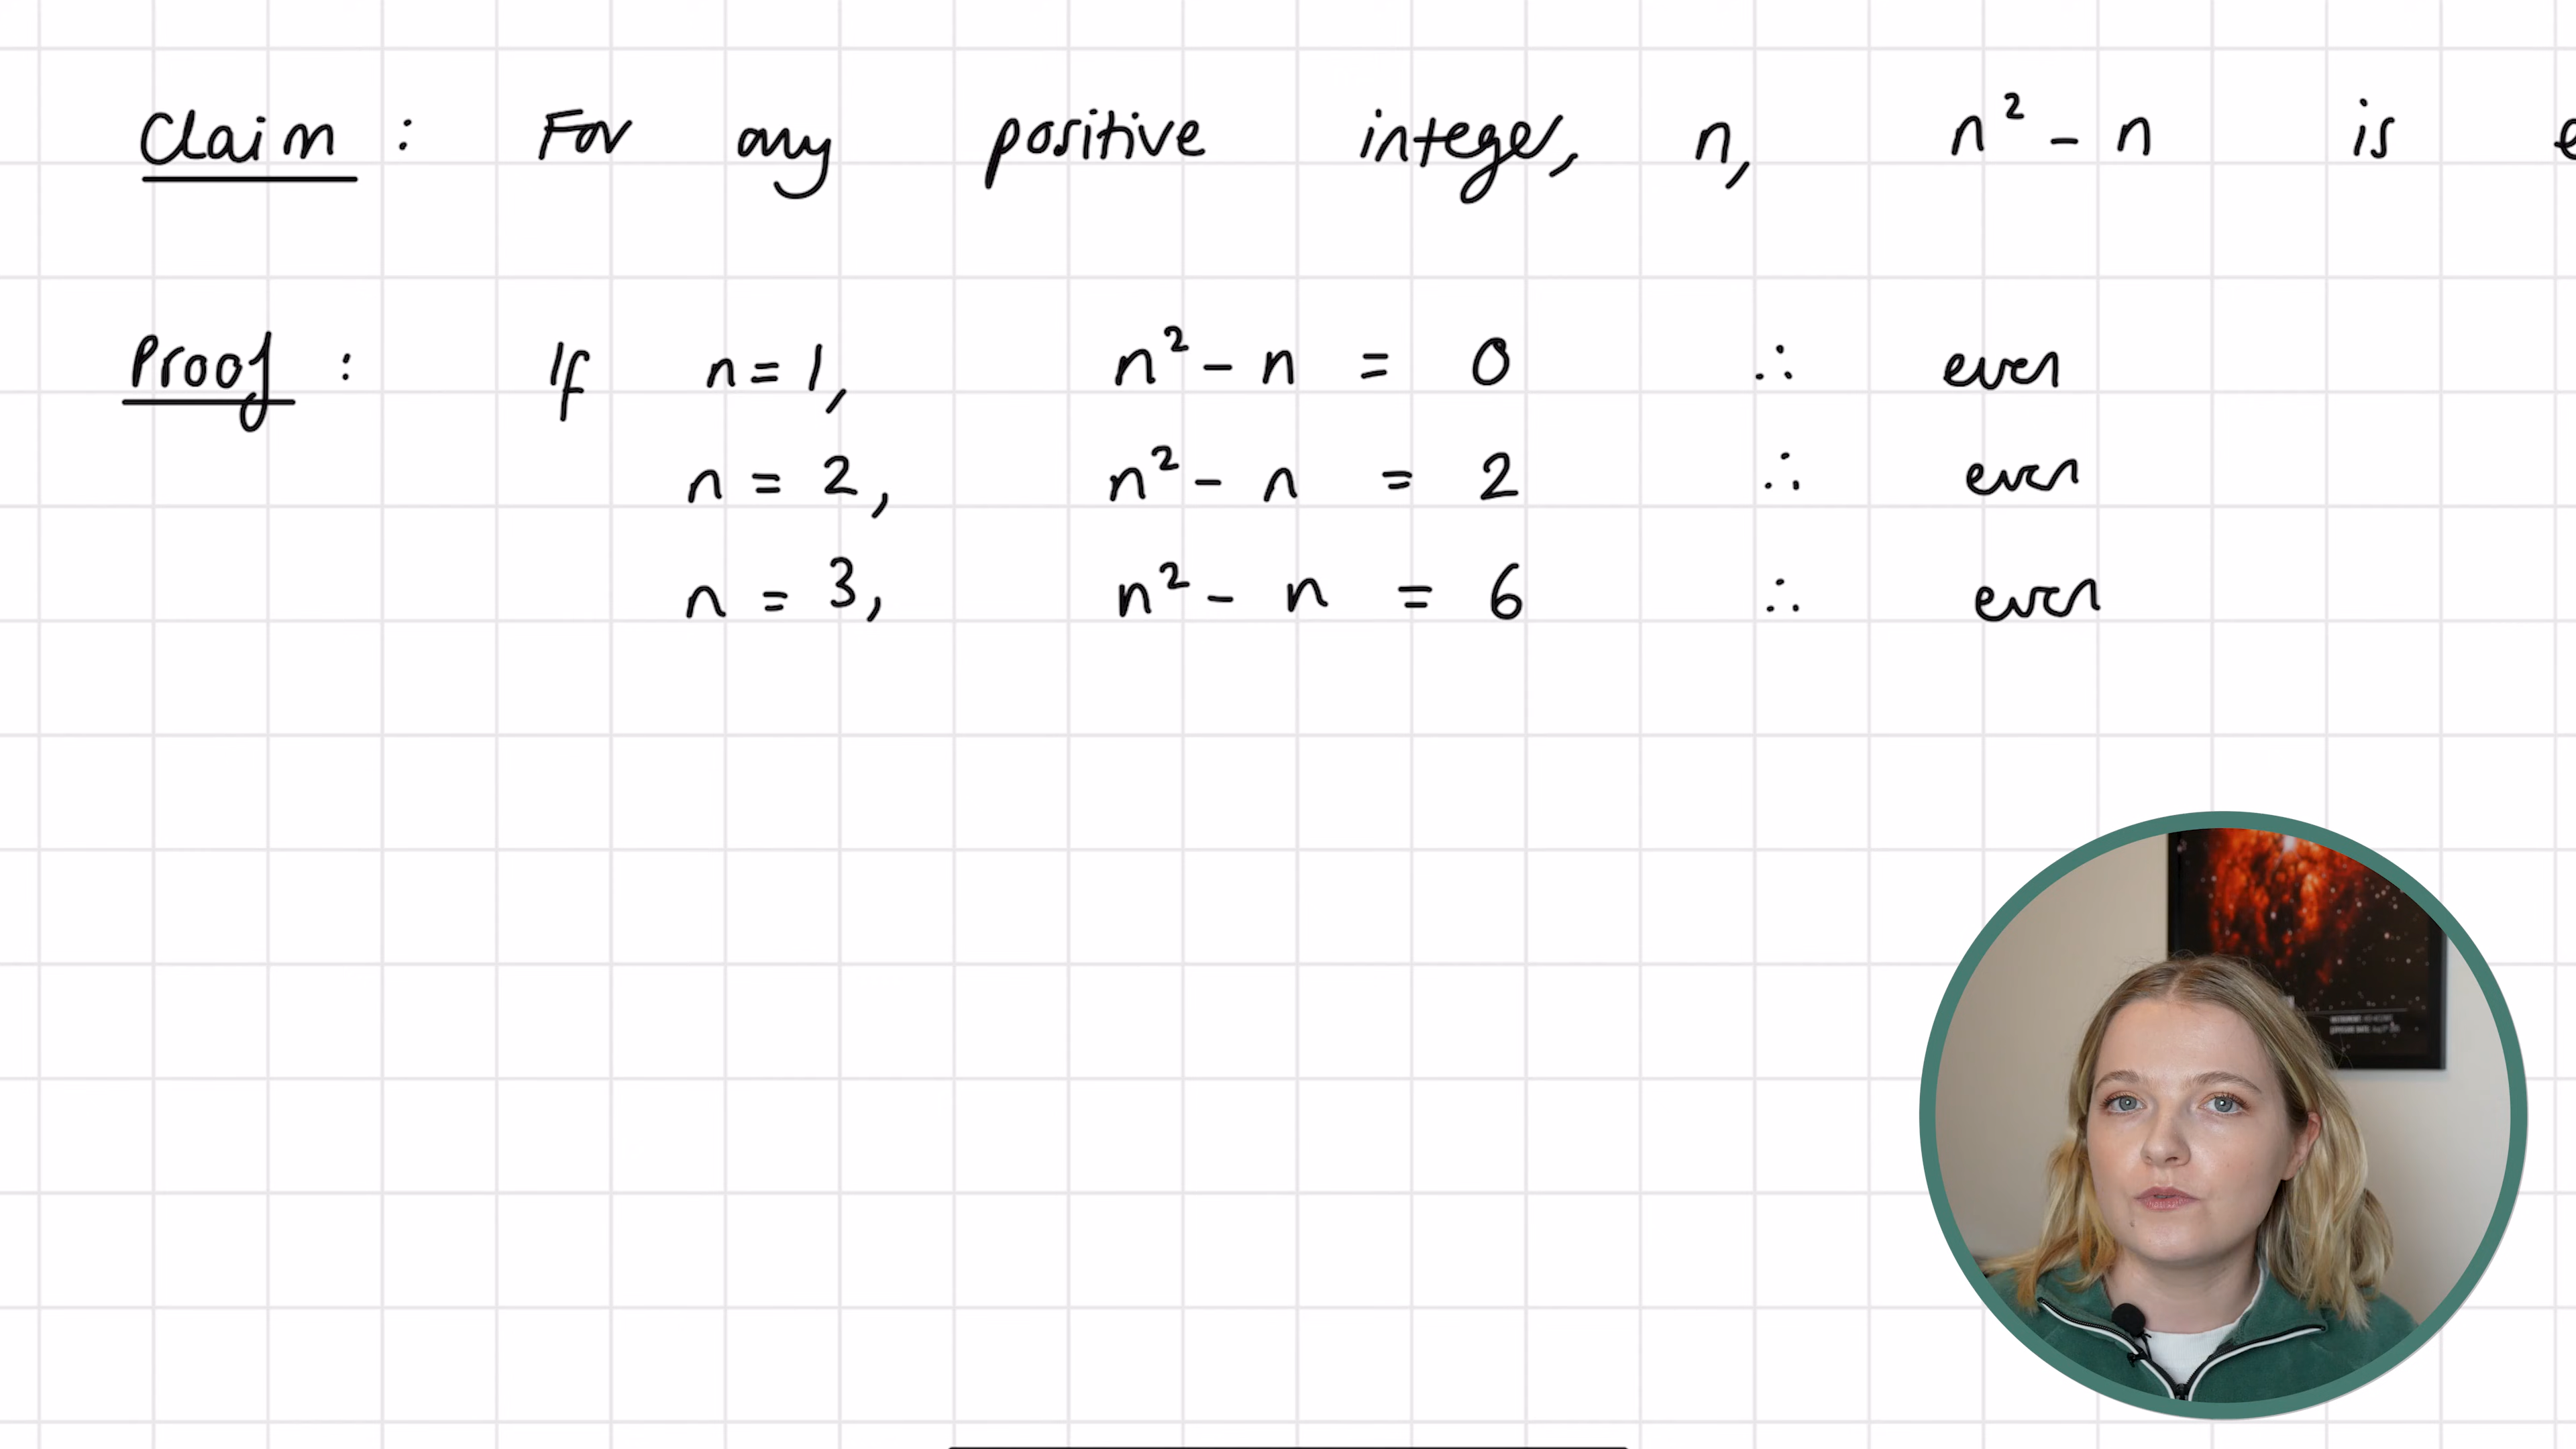 Claim : For any positive integer, n, n² - n is e
Proof : If n = 1, n² - n = 0 ∴ even
n = 2, n² - n = 2 ∴ even
n = 3, n² - n = 6 ∴ even